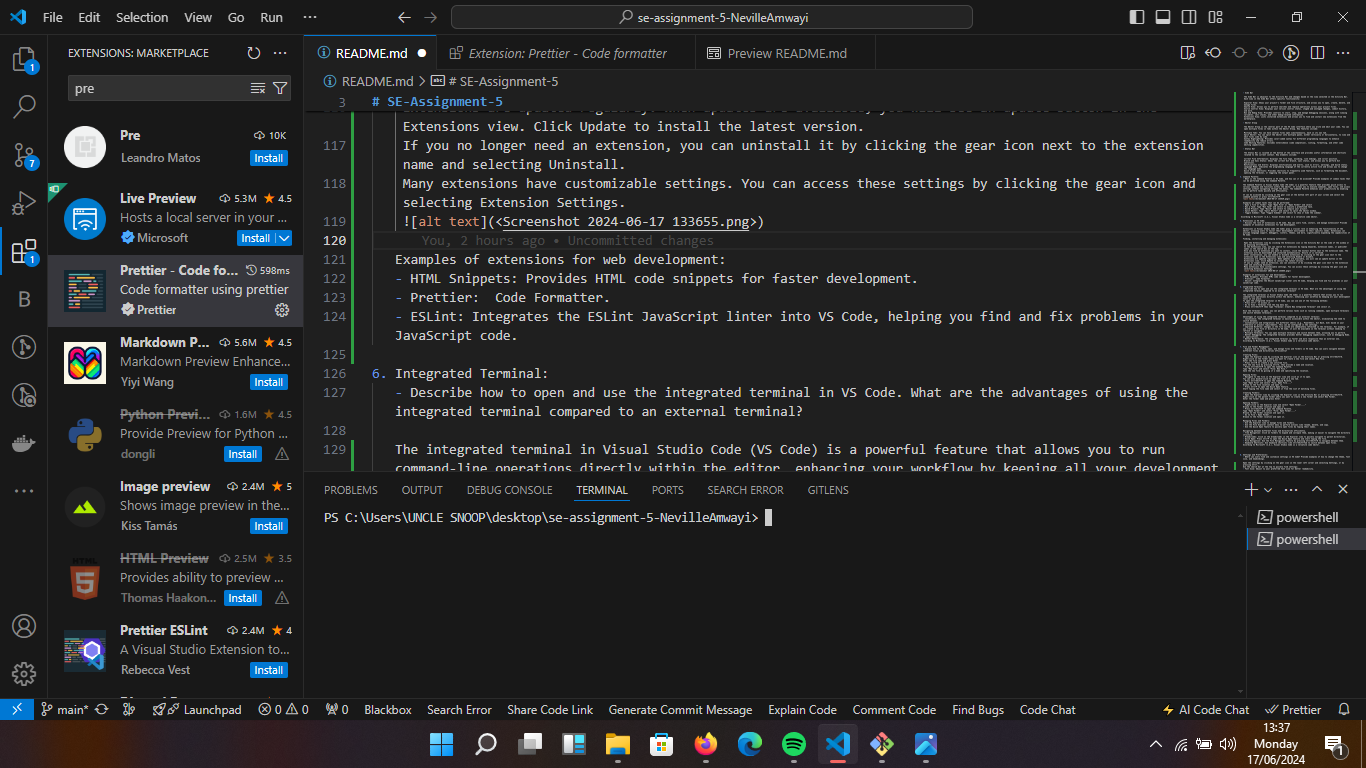 File Edit Selection View Go Run ···
se-assignment-5-NevilleAmwayi
EXTENSIONS: MARKETPLACE
pre
Pre 10K
Leandro Matos Install
Live Preview 5.3M 4.5
Hosts a local server in your ...
Microsoft Install
Prettier - Code fo... 598ms
Code formatter using prettier
Prettier
Markdown P... 5.6M 4.5
Markdown Preview Enhance...
Yiyi Wang Install
Python Previ... 1.6M 4.5
Provide Preview for Python ...
dongli Install
Image preview 2.4M 5
Shows image preview in the...
Kiss Tamás Install
HTML Preview 2.5M 3.5
Provides ability to preview ...
Thomas Haakon... Install
Prettier ESLint 2.4M 4
A Visual Studio Extension to...
Rebecca Vest Install
1
7
1
B
README.md Extension: Prettier - Code formatter Preview README.md
README.md > # SE-Assignment-5
3 # SE-Assignment-5
Extensions view. Click Update to install the latest version.
117 If you no longer need an extension, you can uninstall it by clicking the gear icon next to the extension
name and selecting Uninstall.
118 Many extensions have customizable settings. You can access these settings by clicking the gear icon and
selecting Extension Settings.
119 ![alt text](<Screenshot 2024-06-17 133655.png>)
120 You, 2 hours ago • Uncommitted changes
121 Examples of extensions for web development:
122 - HTML Snippets: Provides HTML code snippets for faster development.
123 - Prettier:  Code Formatter.
124 - ESLint: Integrates the ESLint JavaScript linter into VS Code, helping you find and fix problems in your
JavaScript code.
125
126 6. Integrated Terminal:
127 - Describe how to open and use the integrated terminal in VS Code. What are the advantages of using the
integrated terminal compared to an external terminal?
128
129 The integrated terminal in Visual Studio Code (VS Code) is a powerful feature that allows you to run
command-line operations directly within the editor, enhancing your workflow by keeping all your development
PROBLEMS OUTPUT DEBUG CONSOLE TERMINAL PORTS SEARCH ERROR GITLENS
PS C:\Users\UNCLE SNOOP\desktop\se-assignment-5-NevilleAmwayi>
powershell
powershell
main* Launchpad 0 0 0 Blackbox Search Error Share Code Link Generate Commit Message Explain Code Comment Code Find Bugs Code Chat AI Code Chat Prettier
13:37
Monday
17/06/2024
1